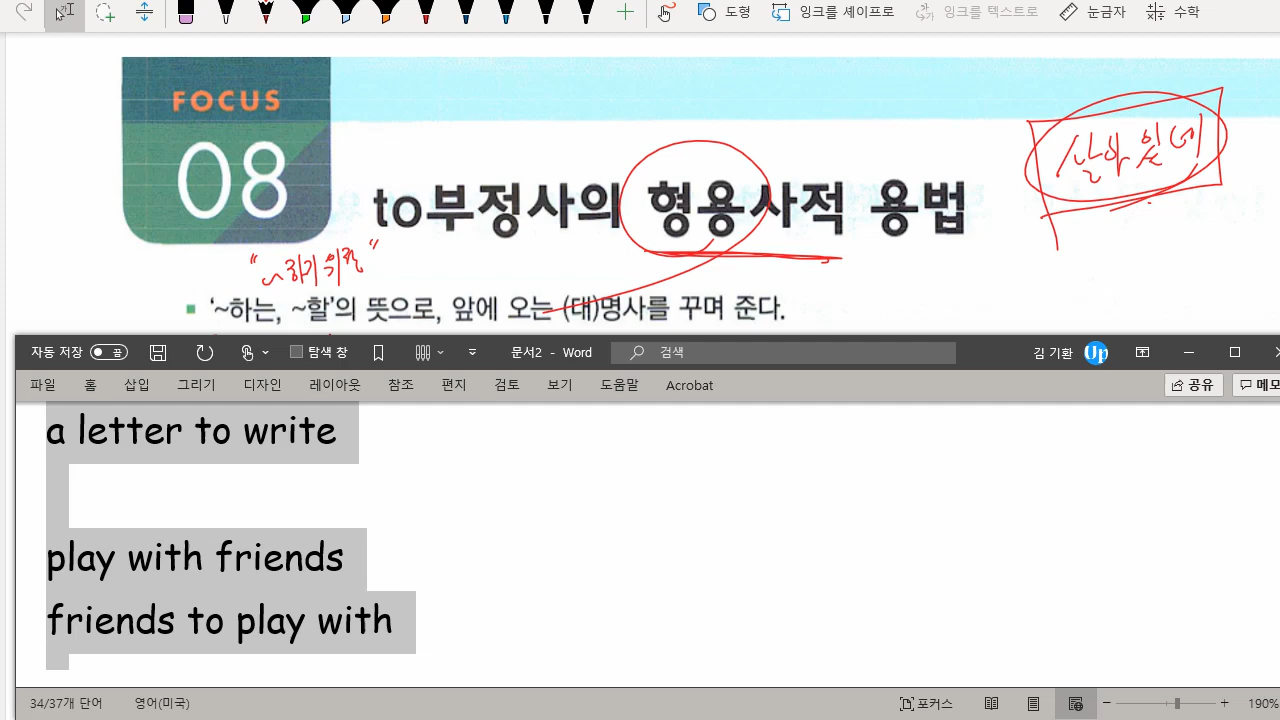 도형
잉크를 셰이프로
잉크를 텍스트로
눈금자
수학
FOCUS
08
to부정사의 형용사적 용법
살아 있네
"~하기 위한"
'~하는, ~할'의 뜻으로, 앞에 오는 (대)명사를 꾸며 준다.
자동 저장 끔 탐색 창 문서2 - Word 검색 김 기환 Up
파일 홈 삽입 그리기 디자인 레이아웃 참조 편지 검토 보기 도움말 Acrobat 공유 메모
a letter to write
play with friends
friends to play with
34/37개 단어 영어(미국) 포커스 190%